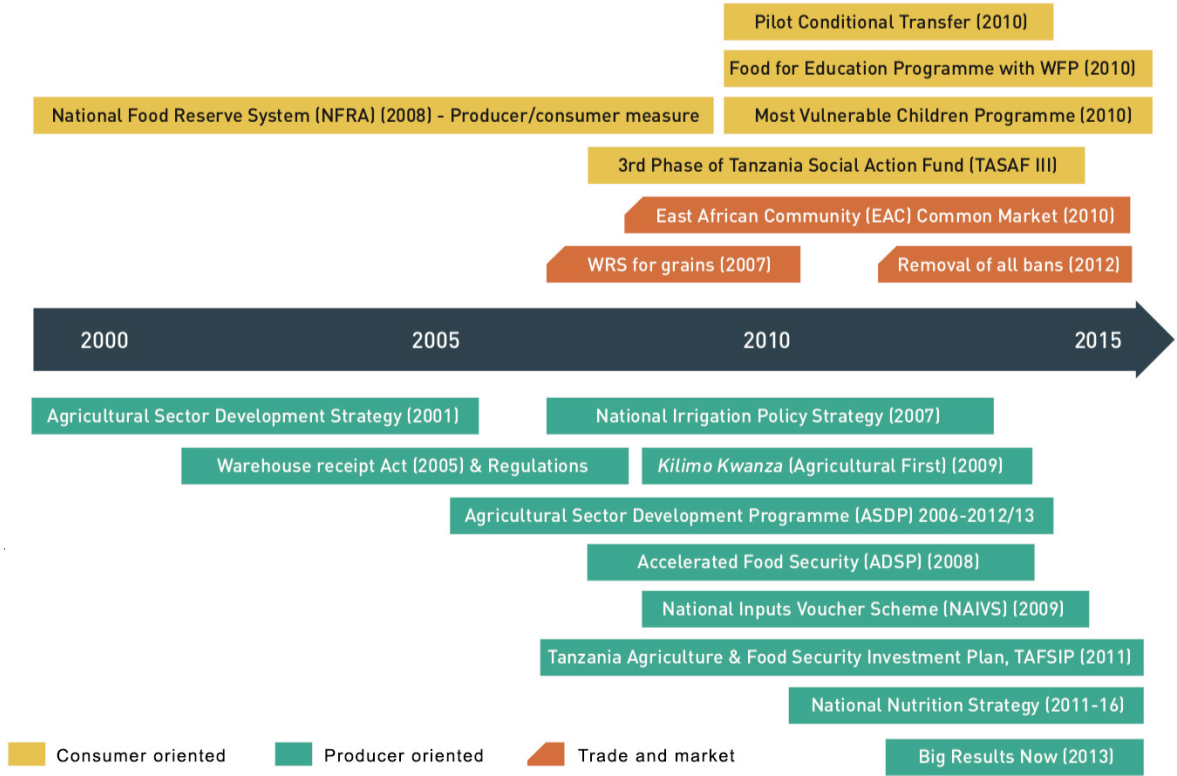 Pilot Conditional Transfer (2010)
Food for Education Programme with WFP (2010)
National Food Reserve System (NFRA) (2008) - Producer/consumer measure
Most Vulnerable Children Programme (2010)
3rd Phase of Tanzania Social Action Fund (TASAF III)
East African Community (EAC) Common Market (2010)
WRS for grains (2007)
Removal of all bans (2012)
2000
2005
2010
2015
Agricultural Sector Development Strategy (2001)
National Irrigation Policy Strategy (2007)
Warehouse receipt Act (2005) & Regulations
Kilimo Kwanza (Agricultural First) (2009)
Agricultural Sector Development Programme (ASDP) 2006-2012/13
Accelerated Food Security (ADSP) (2008)
National Inputs Voucher Scheme (NAIVS) (2009)
Tanzania Agriculture & Food Security Investment Plan, TAFSIP (2011)
National Nutrition Strategy (2011-16)
Big Results Now (2013)
Consumer oriented
Producer oriented
Trade and market